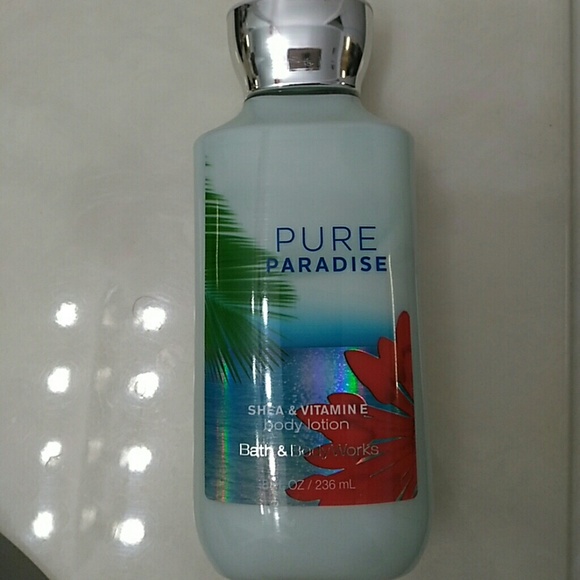 PURE
PARADISE
SHEA & VITAMIN E
body lotion
Bath & Body Works
OZ / 236 mL